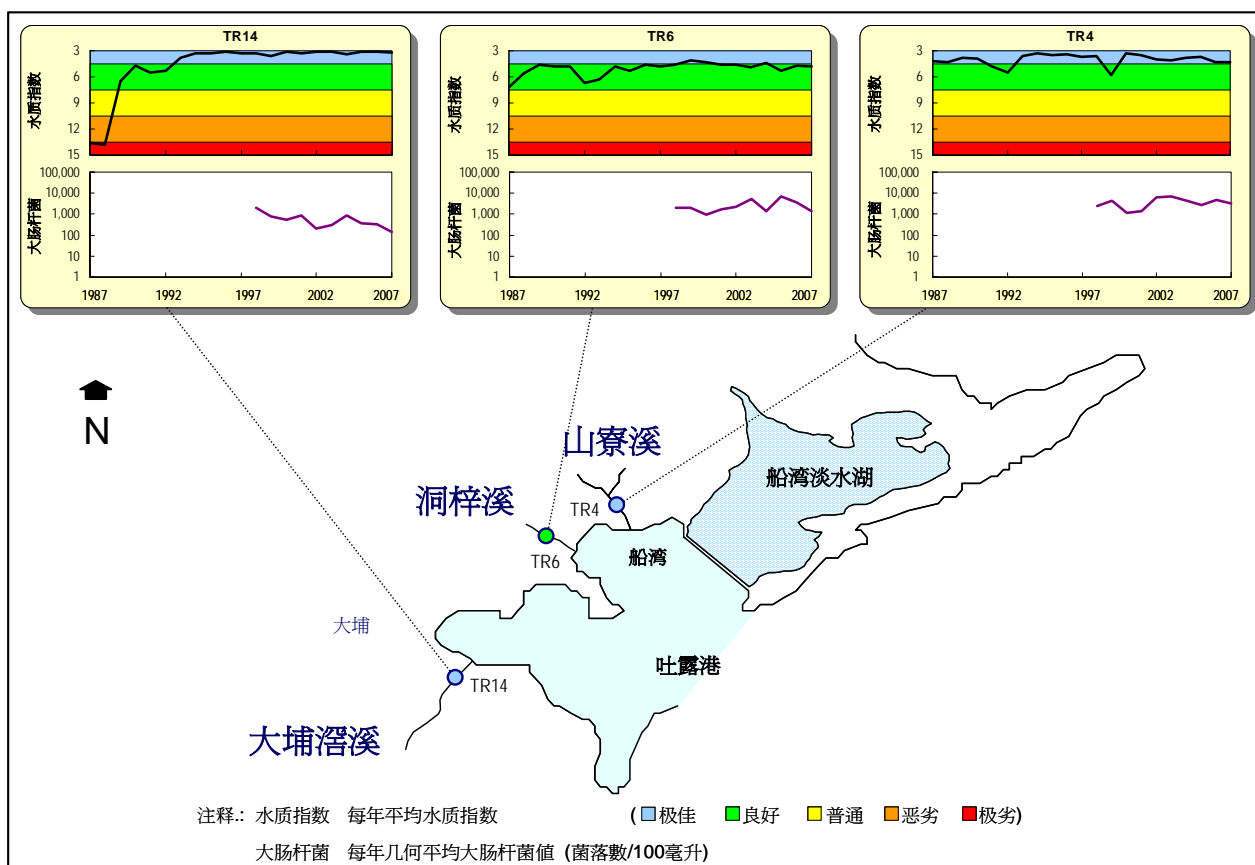 TR14
水质指数
3
6
9
12
15
大肠杆菌
100,000
10,000
1,000
100
10
1
1987 1992 1997 2002 2007
TR6
水质指数
3
6
9
12
15
大肠杆菌
100,000
10,000
1,000
100
10
1
1987 1992 1997 2002 2007
TR4
水质指数
3
6
9
12
15
大肠杆菌
100,000
10,000
1,000
100
10
1
1987 1992 1997 2002 2007
N
山寮溪
船湾淡水湖
洞梓溪
TR4
TR6
船湾
大埔
吐露港
TR14
大埔滘溪
注释.: 水质指数 每年平均水质指数 (极佳 良好 普通 恶劣 极劣)
大肠杆菌 每年几何平均大肠杆菌値 (菌落數/100毫升)